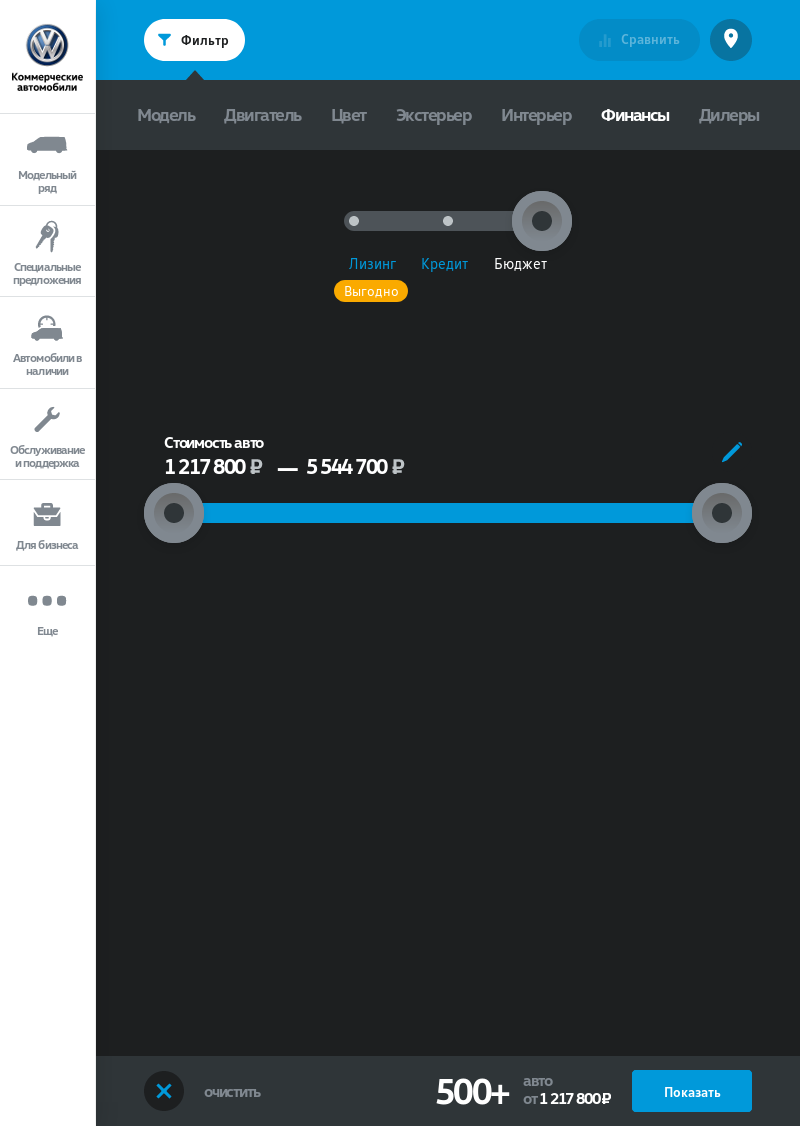 Коммерческие
автомобили
Модельный
ряд
Специальные
предложения
Автомобили в
наличии
Обслуживание
и поддержка
Для бизнеса
Еще
Фильтр
Сравнить
Модель Двигатель Цвет Экстерьер Интерьер Финансы Дилеры
Лизинг Кредит Бюджет
Выгодно
Стоимость авто
1 217 800 ₽ — 5 544 700 ₽
очистить
500+
авто
от 1 217 800 ₽
Показать